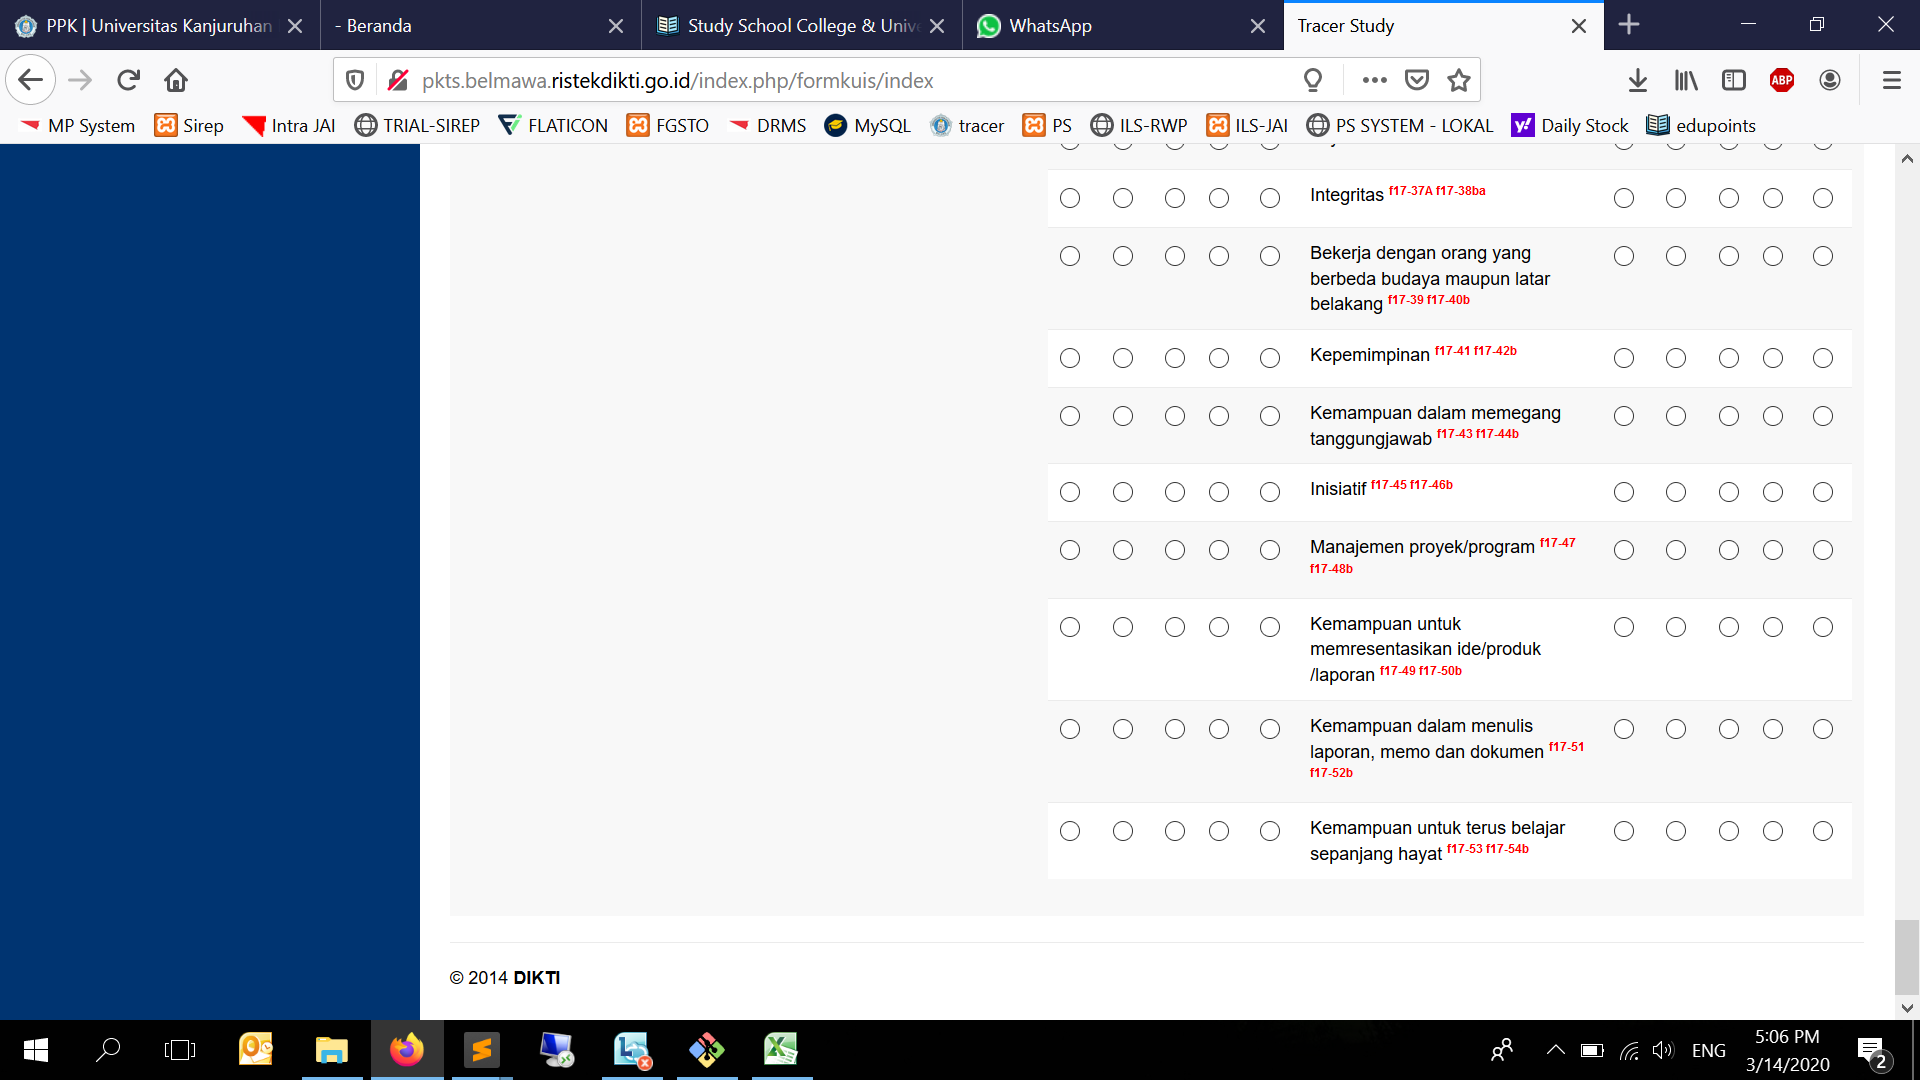 PPK | Universitas Kanjuruhan
- Beranda
Study School College & Unive
WhatsApp
Tracer Study
pkts.belmawa.ristekdikti.go.id/index.php/formkuis/index
ABP
MP System
Sirep
Intra JAI
TRIAL-SIREP
FLATICON
FGSTO
DRMS
MySQL
tracer
PS
ILS-RWP
ILS-JAI
PS SYSTEM - LOKAL
Daily Stock
edupoints
Integritas f17-37A f17-38ba
Bekerja dengan orang yang
berbeda budaya maupun latar
belakang f17-39 f17-40b
Kepemimpinan f17-41 f17-42b
Kemampuan dalam memegang
tanggungjawab f17-43 f17-44b
Inisiatif f17-45 f17-46b
Manajemen proyek/program f17-47
f17-48b
Kemampuan untuk
memresentasikan ide/produk
/laporan f17-49 f17-50b
Kemampuan dalam menulis
laporan, memo dan dokumen f17-51
f17-52b
Kemampuan untuk terus belajar
sepanjang hayat f17-53 f17-54b
© 2014 DIKTI
ENG
5:06 PM
3/14/2020
2